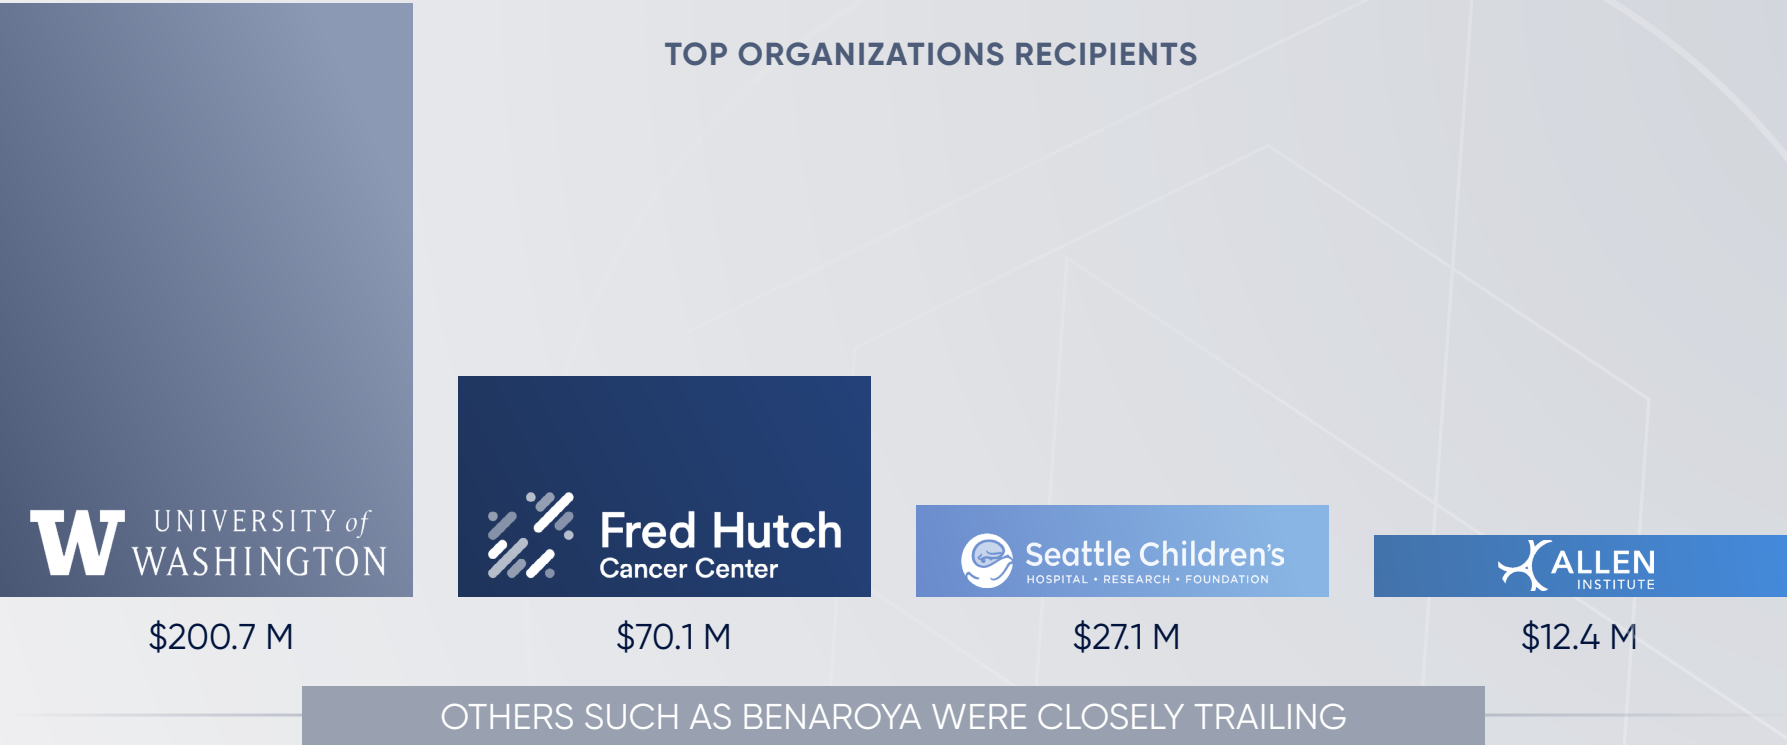 TOP ORGANIZATIONS RECIPIENTS
W UNIVERSITY of
WASHINGTON
Fred Hutch
Cancer Center
Seattle Children's
HOSPITAL • RESEARCH • FOUNDATION
ALLEN
INSTITUTE
$200.7 M
$70.1 M
$27.1 M
$12.4 M
OTHERS SUCH AS BENAROYA WERE CLOSELY TRAILING